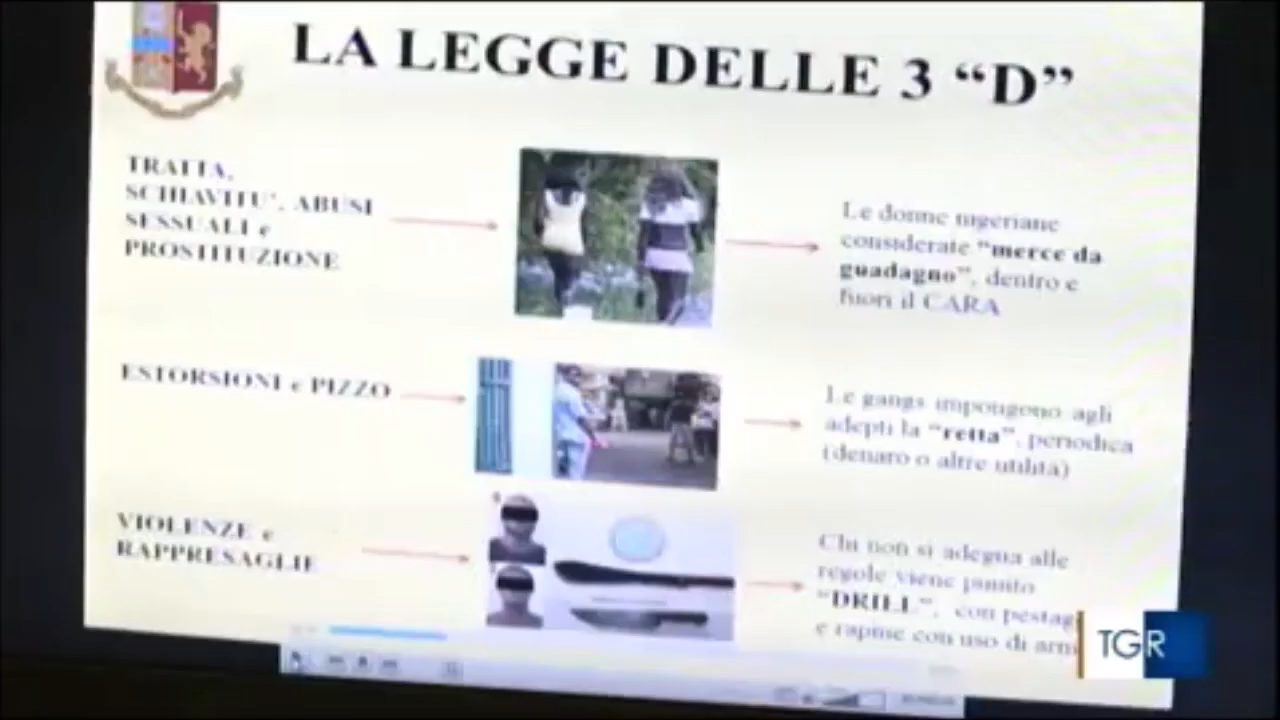 LA LEGGE DELLE 3 “D”
TRATTA,
SCHIAVITU’, ABUSI
SESSUALI e
PROSTITUZIONE
Le donne nigeriane
considerate “merce da
guadagno”, dentro e
fuori il CARA
ESTORSIONI e PIZZO
Le gangs impongono agli
adepti la “retta”, periodica
(denaro o altre utilità)
VIOLENZE e
RAPPRESAGLIE
Chi non si adegua alle
regole viene punito
“DRILL”, con pestag
e rapine con uso di armi
TGR